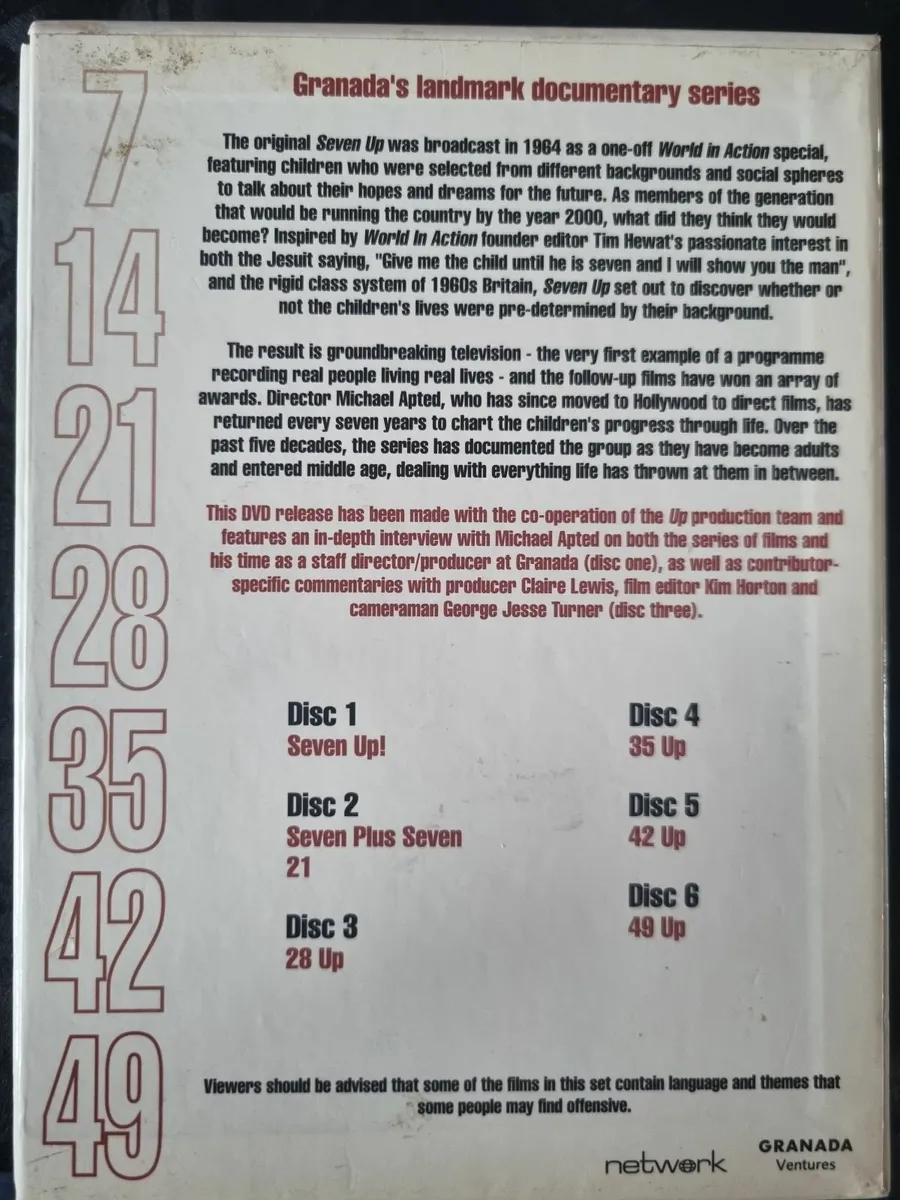 7
14
21
28
35
42
49
Granada's landmark documentary series
The original Seven Up was broadcast in 1964 as a one-off World in Action special,
featuring children who were selected from different backgrounds and social spheres
to talk about their hopes and dreams for the future. As members of the generation
that would be running the country by the year 2000, what did they think they would
become? Inspired by World In Action founder editor Tim Hewat's passionate interest in
both the Jesuit saying, "Give me the child until he is seven and I will show you the man",
and the rigid class system of 1960s Britain, Seven Up set out to discover whether or
not the children's lives were pre-determined by their background.
The result is groundbreaking television - the very first example of a programme
recording real people living real lives - and the follow-up films have won an array of
awards. Director Michael Apted, who has since moved to Hollywood to direct films, has
returned every seven years to chart the children's progress through life. Over the
past five decades, the series has documented the group as they have become adults
and entered middle age, dealing with everything life has thrown at them in between.
This DVD release has been made with the co-operation of the Up production team and
features an in-depth interview with Michael Apted on both the series of films and
his time as a staff director/producer at Granada (disc one), as well as contributor-
specific commentaries with producer Claire Lewis, film editor Kim Horton and
cameraman George Jesse Turner (disc three).
Disc 1
Seven Up!
Disc 2
Seven Plus Seven
21
Disc 3
28 Up
Disc 4
35 Up
Disc 5
42 Up
Disc 6
49 Up
Viewers should be advised that some of the films in this set contain language and themes that
some people may find offensive.
network
GRANADA
Ventures